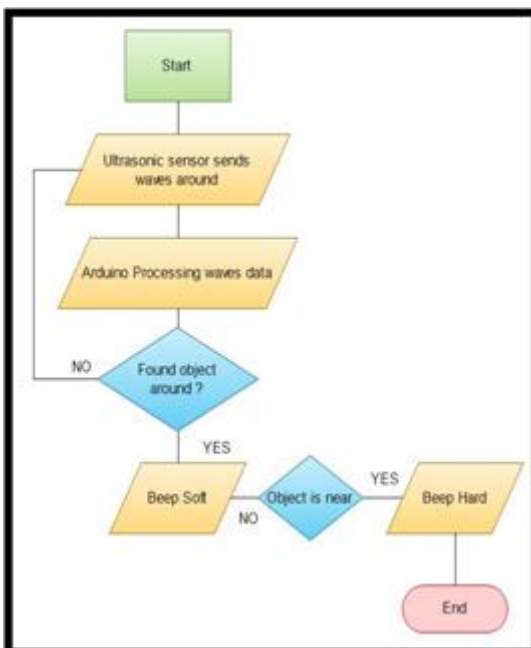 Start
Ultrasonic sensor sends
waves around
Arduino Processing waves data
NO
Found object
around ?
YES
Beep Soft
NO
Object is near
YES
Beep Hard
End